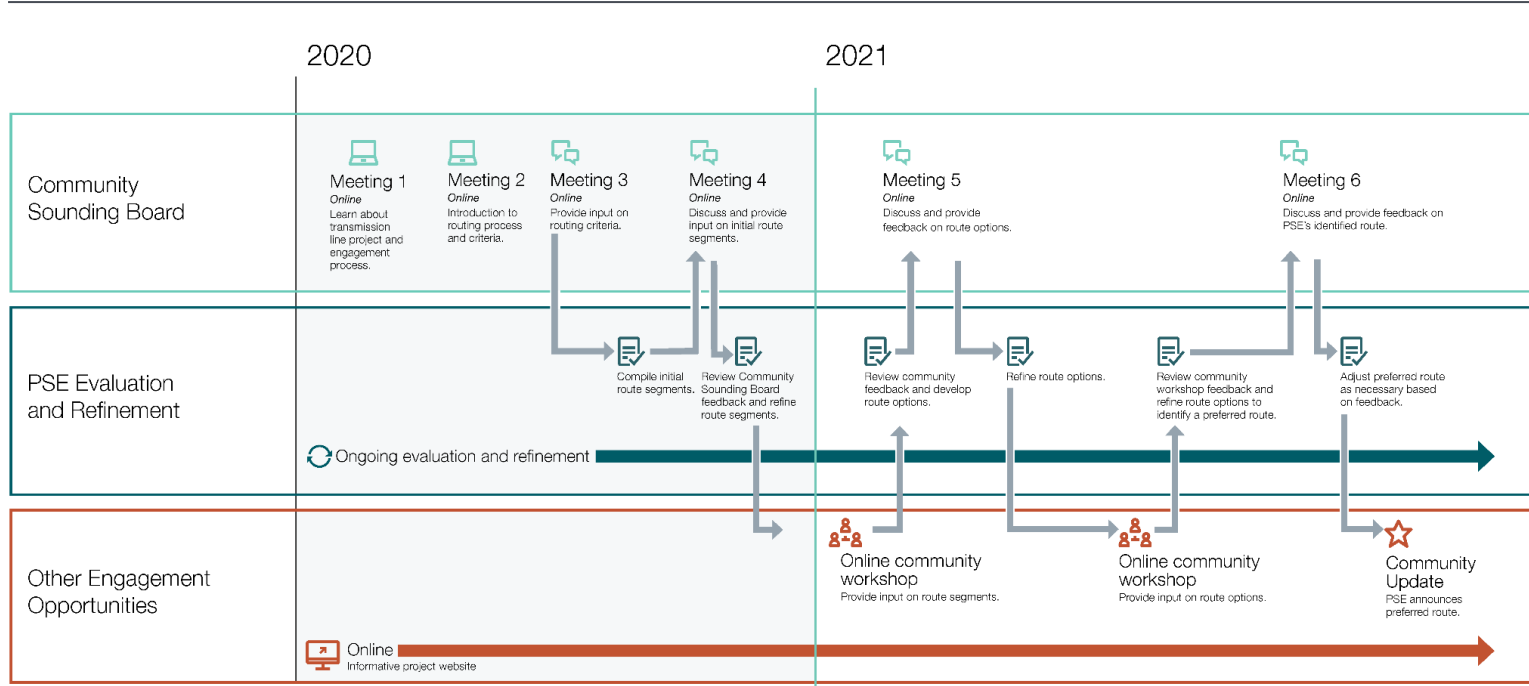 2020
2021
Community
Sounding Board
Meeting 1
Online
Learn about
transmission
line project and
engagement
process.
Meeting 2
Online
Introduction to
routing process
and criteria.
Meeting 3
Online
Provide input on
routing criteria.
Meeting 4
Online
Discuss and provide
input on initial route
segments.
Meeting 5
Online
Discuss and provide
feedback on route options.
Meeting 6
Online
Discuss and provide feedback on
PSE's identified route.
PSE Evaluation
and Refinement
Compile initial
route segments.
Review Community
Sounding Board
feedback and refine
route segments.
Review community
feedback and develop
route options.
Refine route options.
Review community
workshop feedback and
refine route options to
identify a preferred route.
Adjust preferred route
as necessary based
on feedback.
Ongoing evaluation and refinement
Other Engagement
Opportunities
Online community
workshop
Provide input on route segments.
Online community
workshop
Provide input on route options.
Community
Update
PSE announces
preferred route.
Online
Informative project website